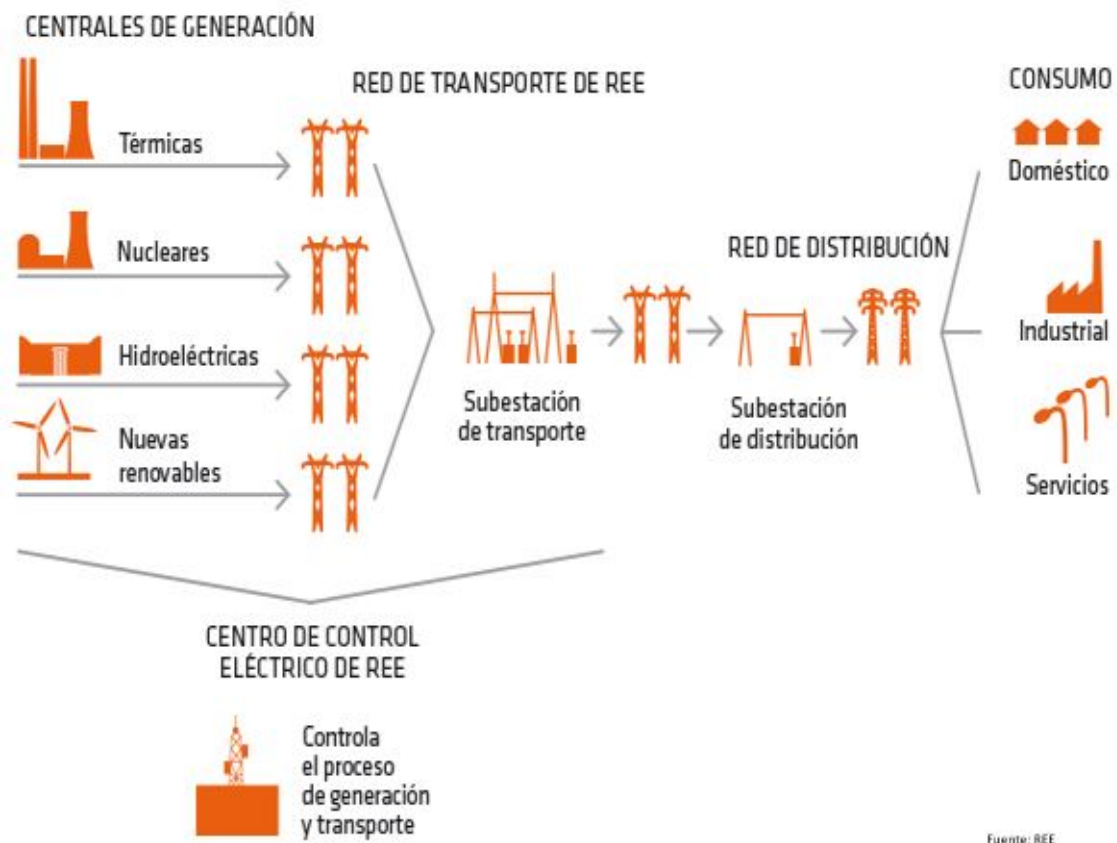 CENTRALES DE GENERACIÓN
Térmicas
Nucleares
Hidroeléctricas
Nuevas
renovables
RED DE TRANSPORTE DE REE
Subestación
de transporte
RED DE DISTRIBUCIÓN
Subestación
de distribución
CONSUMO
Doméstico
Industrial
Servicios
CENTRO DE CONTROL
ELÉCTRICO DE REE
Controla
el proceso
de generación
y transporte
Fuente: REE